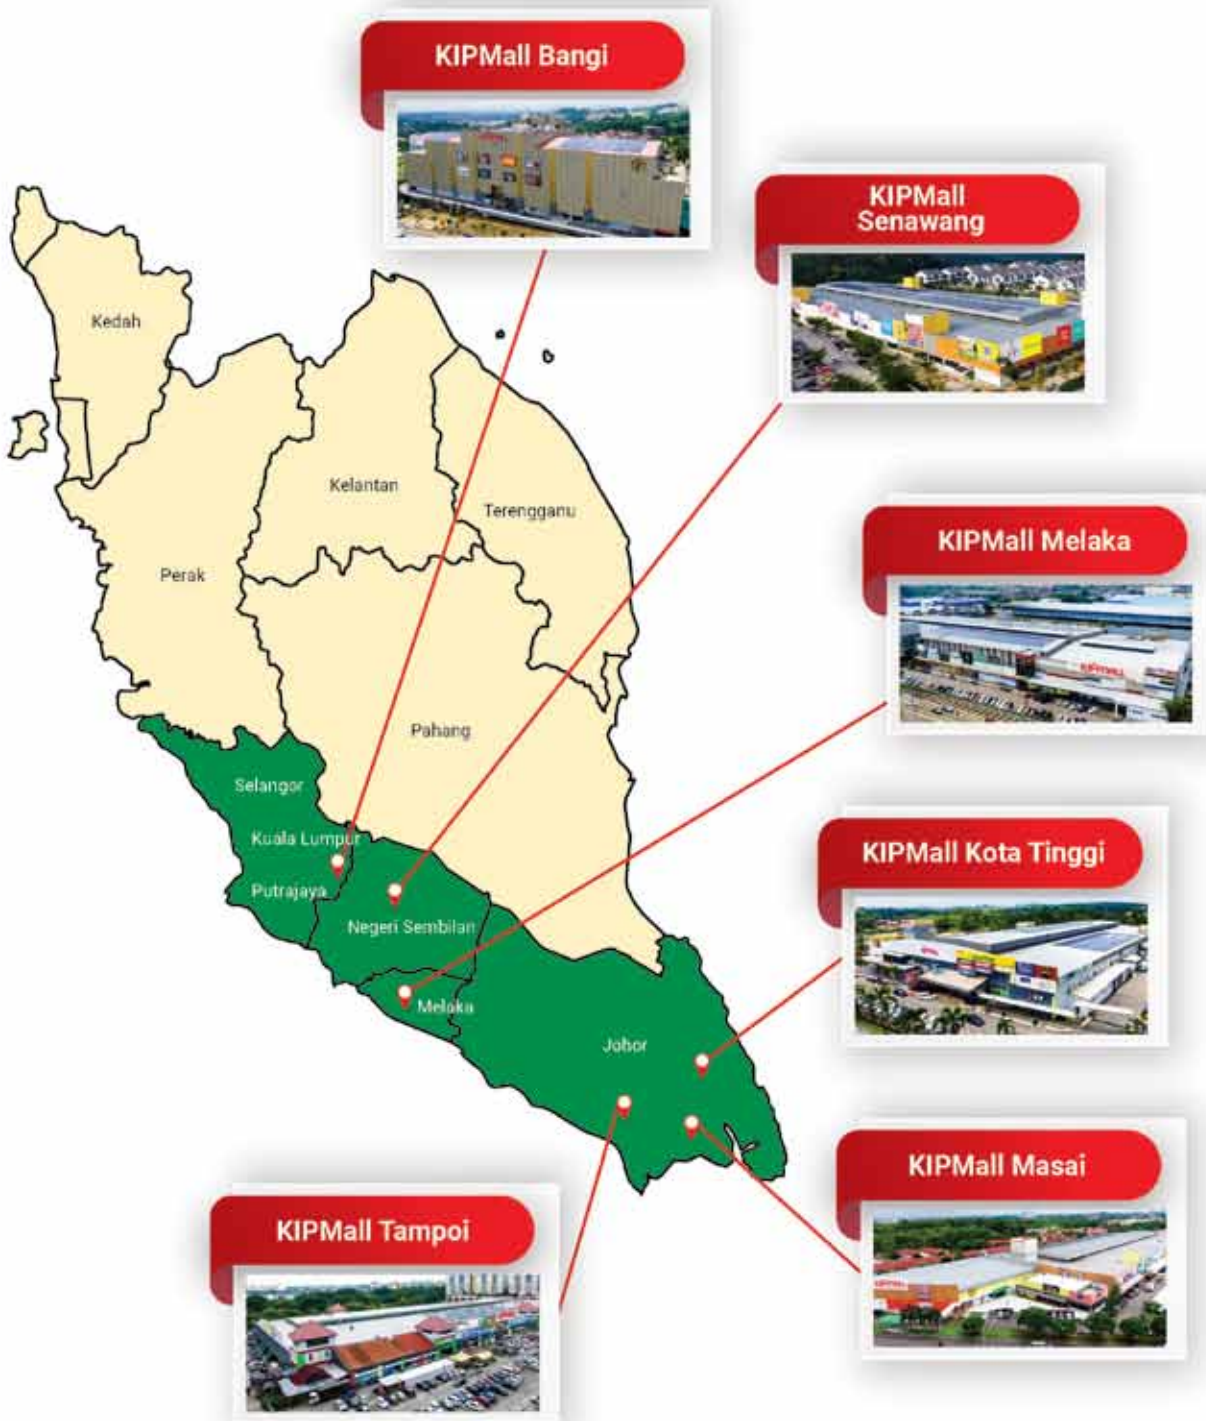 KIPMall Bangi
KIPMall
Senawang
Kedah
Kelantan
Terengganu
KIPMall Melaka
Perak
KIPMALL
Pahang
Selangor
Kuala Lumpur
KIPMall Kota Tinggi
Putrajaya
Negeri Sembilan
Melaka
Johor
KIPMall Masai
KIPMall Tampoi